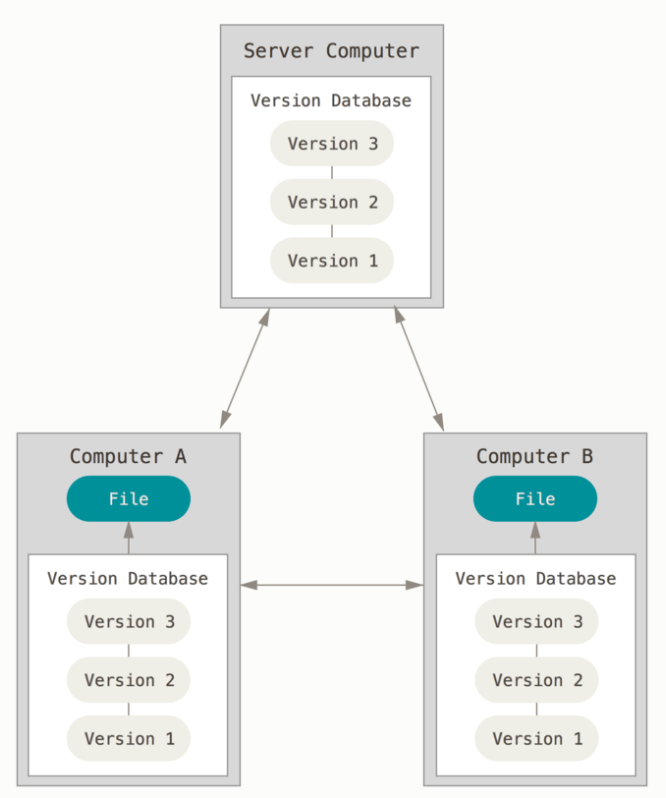 Server Computer
Version Database
Version 3
Version 2
Version 1
Computer A
File
Version Database
Version 3
Version 2
Version 1
Computer B
File
Version Database
Version 3
Version 2
Version 1